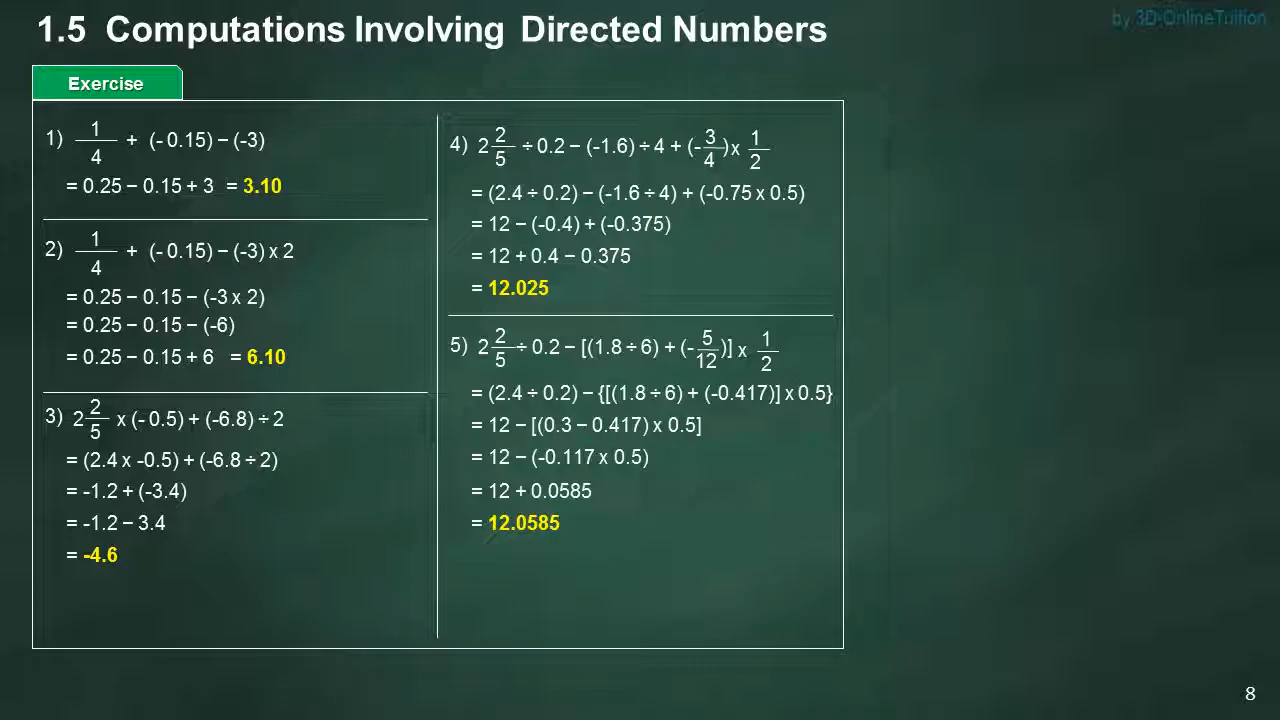 1.5 Computations Involving Directed Numbers
by 3D-OnlineTuition
Exercise
1) 1/4 + (- 0.15) − (-3)
= 0.25 − 0.15 + 3 = 3.10
2) 1/4 + (- 0.15) − (-3) x 2
= 0.25 − 0.15 − (-3 x 2)
= 0.25 − 0.15 − (-6)
= 0.25 − 0.15 + 6 = 6.10
3) 2 2/5 x (- 0.5) + (-6.8) ÷ 2
= (2.4 x -0.5) + (-6.8 ÷ 2)
= -1.2 + (-3.4)
= -1.2 − 3.4
= -4.6
4) 2 2/5 ÷ 0.2 − (-1.6) ÷ 4 + (-3/4) x 1/2
= (2.4 ÷ 0.2) − (-1.6 ÷ 4) + (-0.75 x 0.5)
= 12 − (-0.4) + (-0.375)
= 12 + 0.4 − 0.375
= 12.025
5) 2 2/5 ÷ 0.2 − [(1.8 ÷ 6) + (-5/12)] x 1/2
= (2.4 ÷ 0.2) − {[(1.8 ÷ 6) + (-0.417)] x 0.5}
= 12 − [(0.3 − 0.417) x 0.5]
= 12 − (-0.117 x 0.5)
= 12 + 0.0585
= 12.0585
8